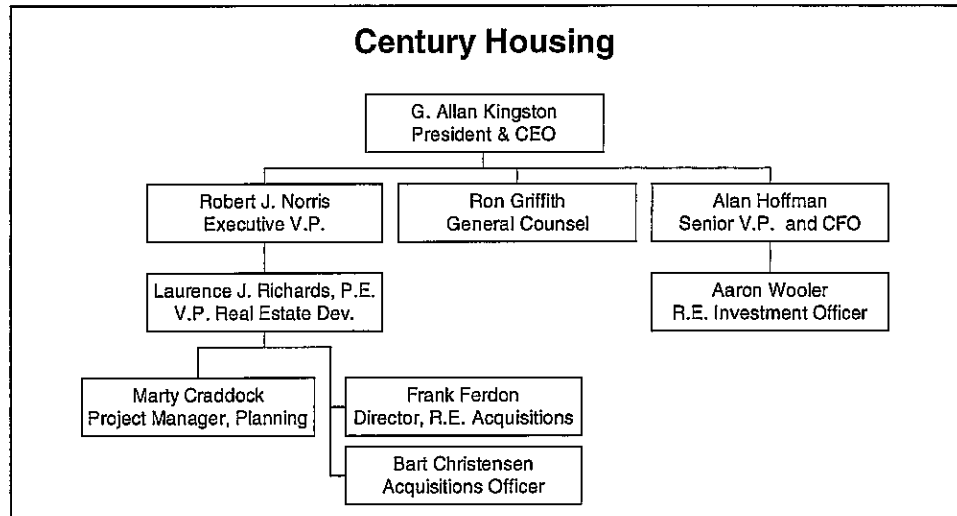 Century Housing
G. Allan Kingston
President & CEO
Robert J. Norris
Executive V.P.
Ron Griffith
General Counsel
Alan Hoffman
Senior V.P. and CFO
Laurence J. Richards, P.E.
V.P. Real Estate Dev.
Aaron Wooler
R.E. Investment Officer
Marty Craddock
Project Manager, Planning
Frank Ferdon
Director, R.E. Acquisitions
Bart Christensen
Acquisitions Officer